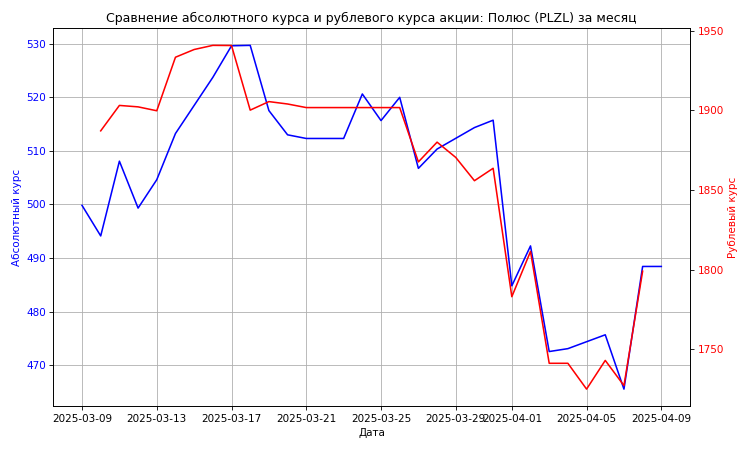 Сравнение абсолютного курса и рублевого курса акции: Полюс (PLZL) за месяц
530
520
510
500
490
480
470
Абсолютный курс
1950
1900
1850
1800
1750
Рублевый курс
2025-03-09 2025-03-13 2025-03-17 2025-03-21 2025-03-25 2025-03-29 2025-04-01 2025-04-05 2025-04-09
Дата